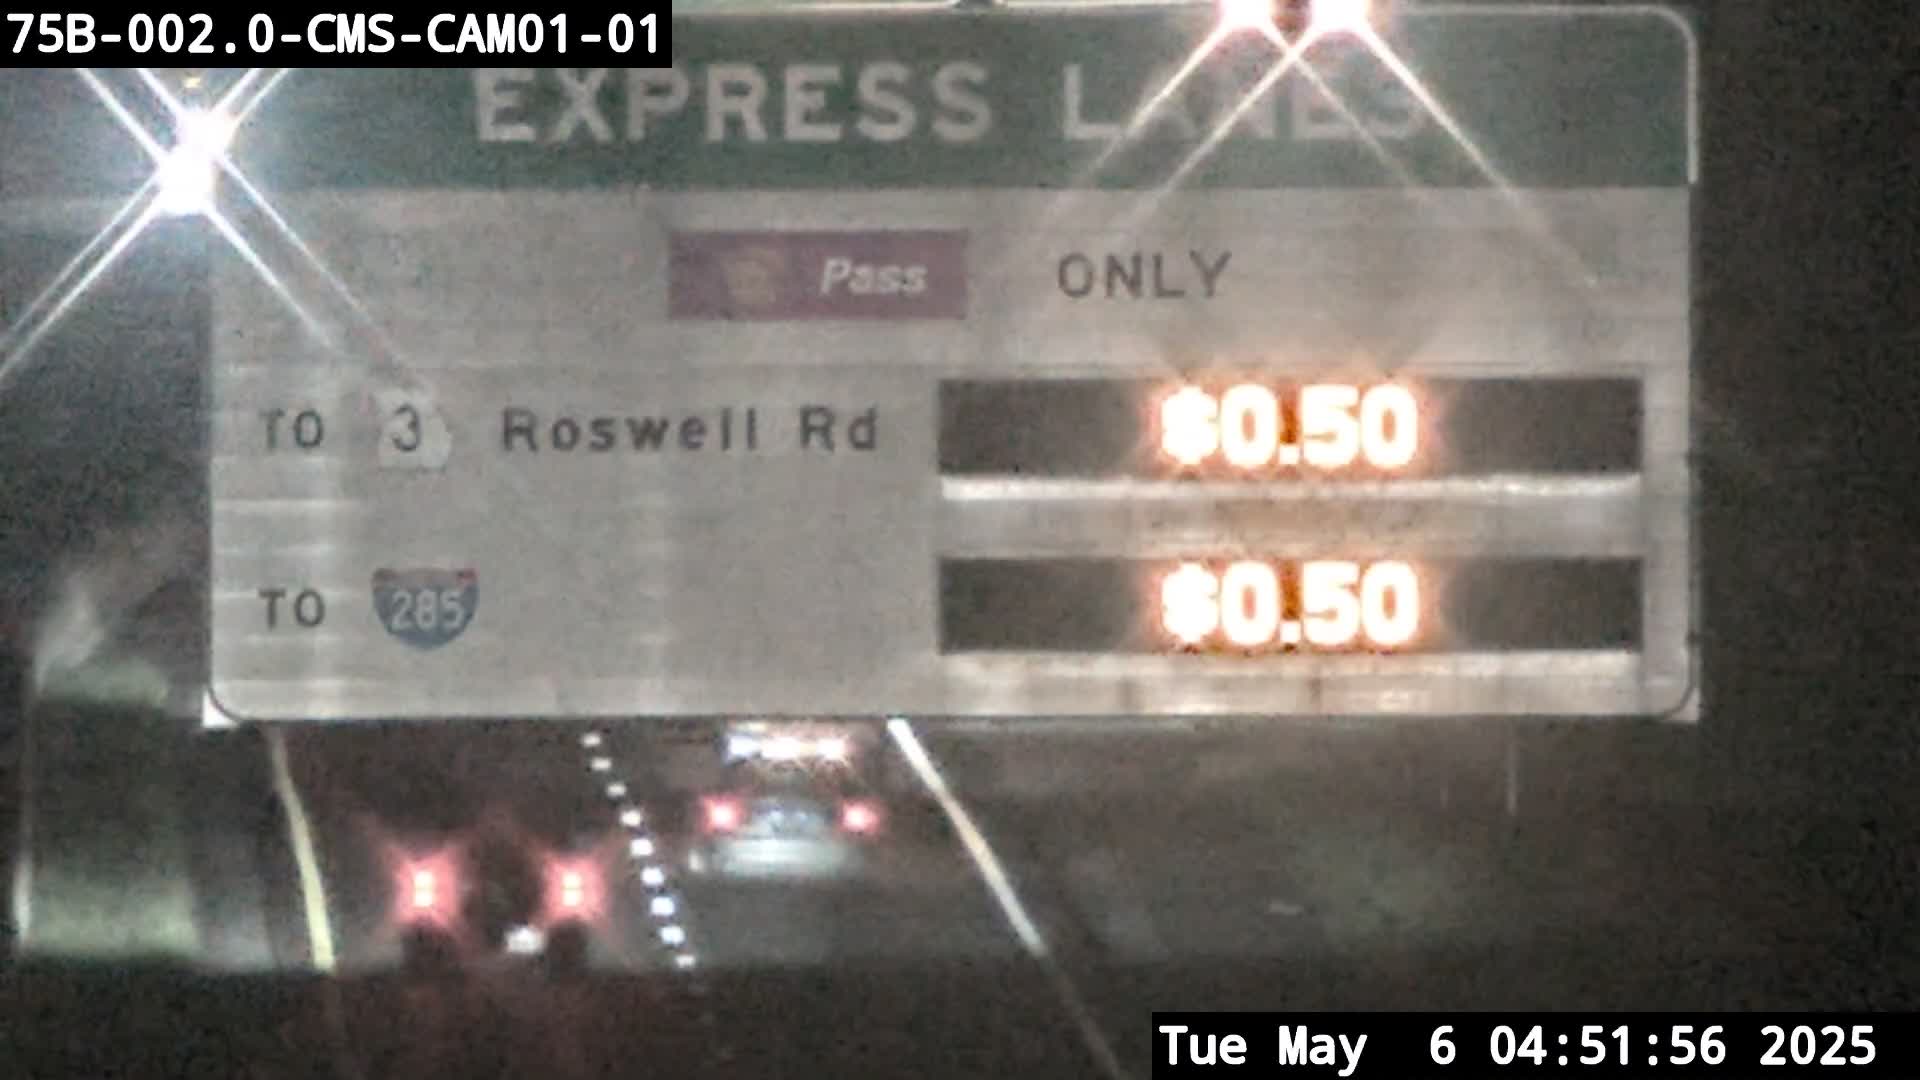 75B-002.0-CMS-CAM01-01
EXPRESS LANES
Pass ONLY
TO 3 Roswell Rd $0.50
TO 285 $0.50
Tue May 6 04:51:56 2025